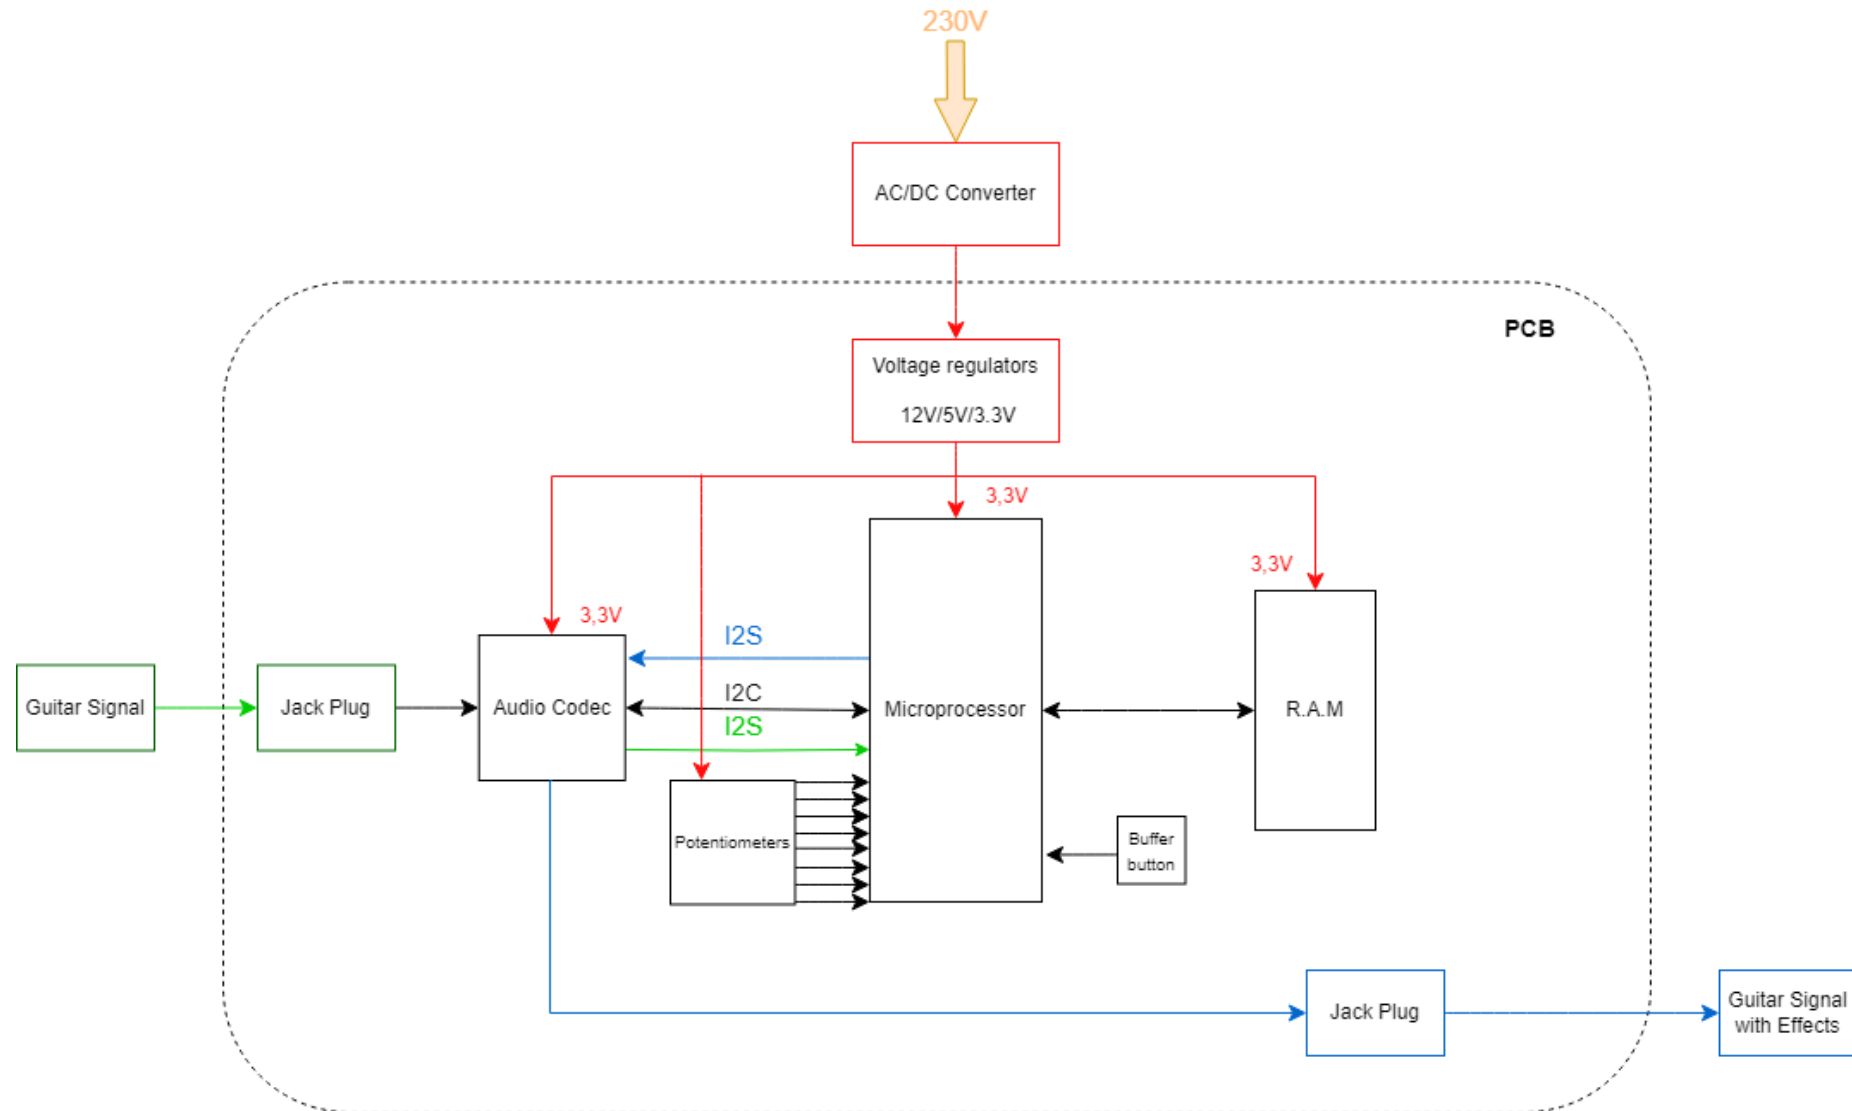 230V
AC/DC Converter
PCB
Voltage regulators
12V/5V/3.3V
3,3V
3,3V
3,3V
I2S
I2C
I2S
Guitar Signal
Jack Plug
Audio Codec
Microprocessor
R.A.M
Potentiometers
Buffer
button
Jack Plug
Guitar Signal
with Effects